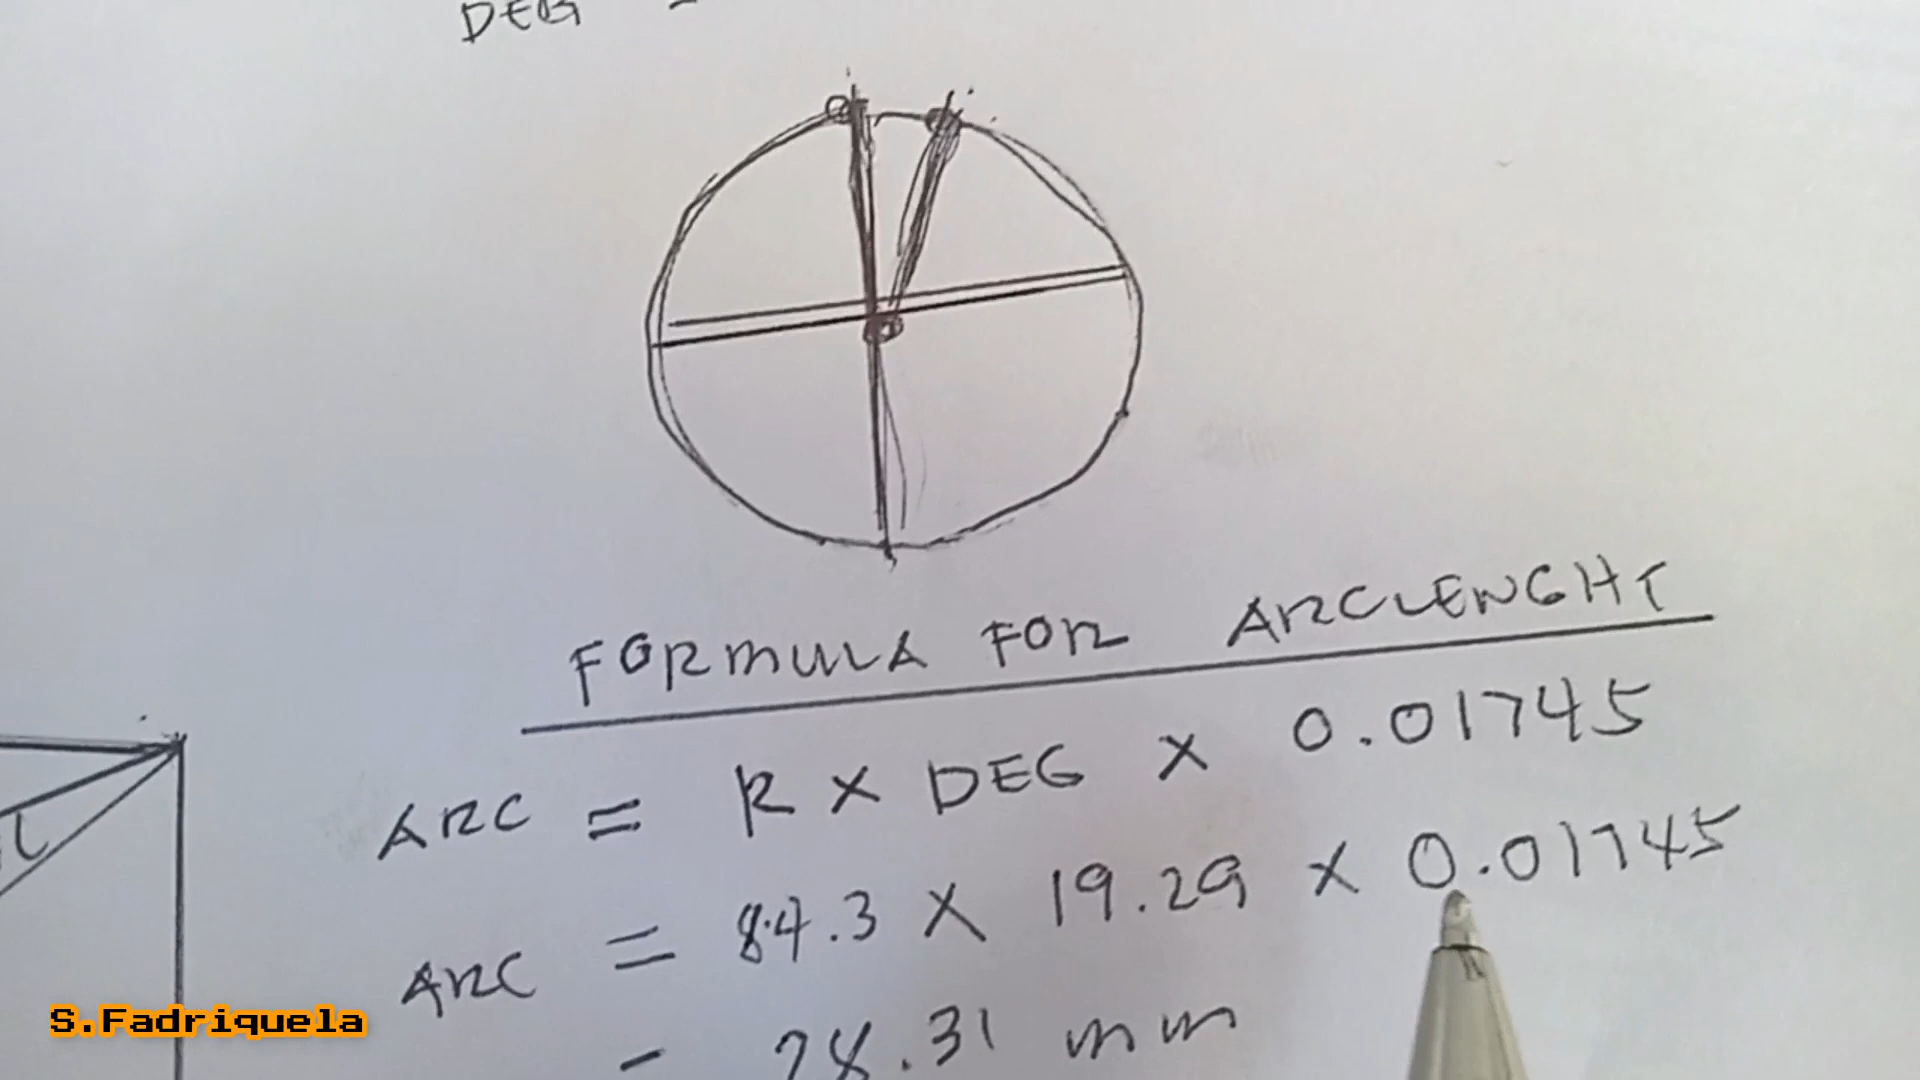 DEG =
FORMULA FOR ARCLENGHT
ARC = R X DEG X 0.01745
ARC = 84.3 X 19.29 X 0.01745
= 28.31 mm
S.Fadriquela